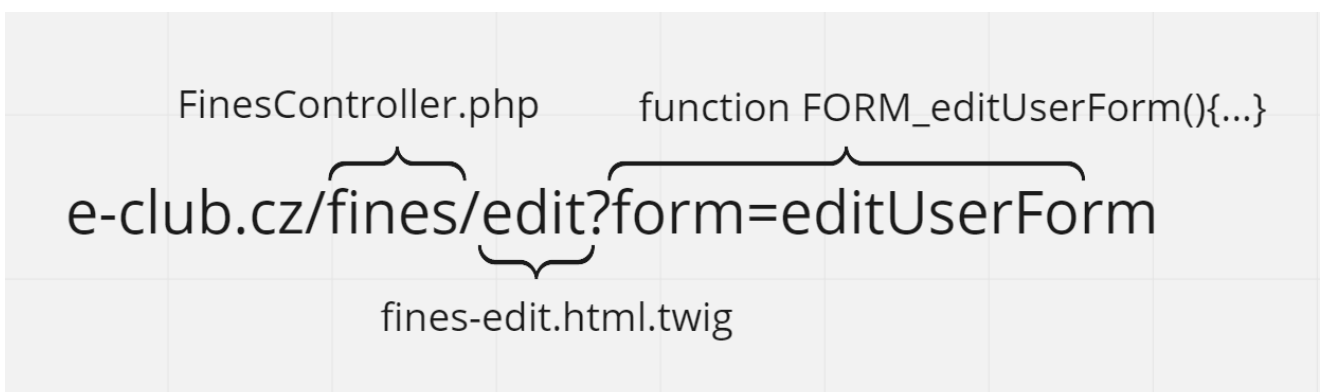 FinesController.php function FORM_editUserForm(){...}
e-club.cz/fines/edit?form=editUserForm
fines-edit.html.twig